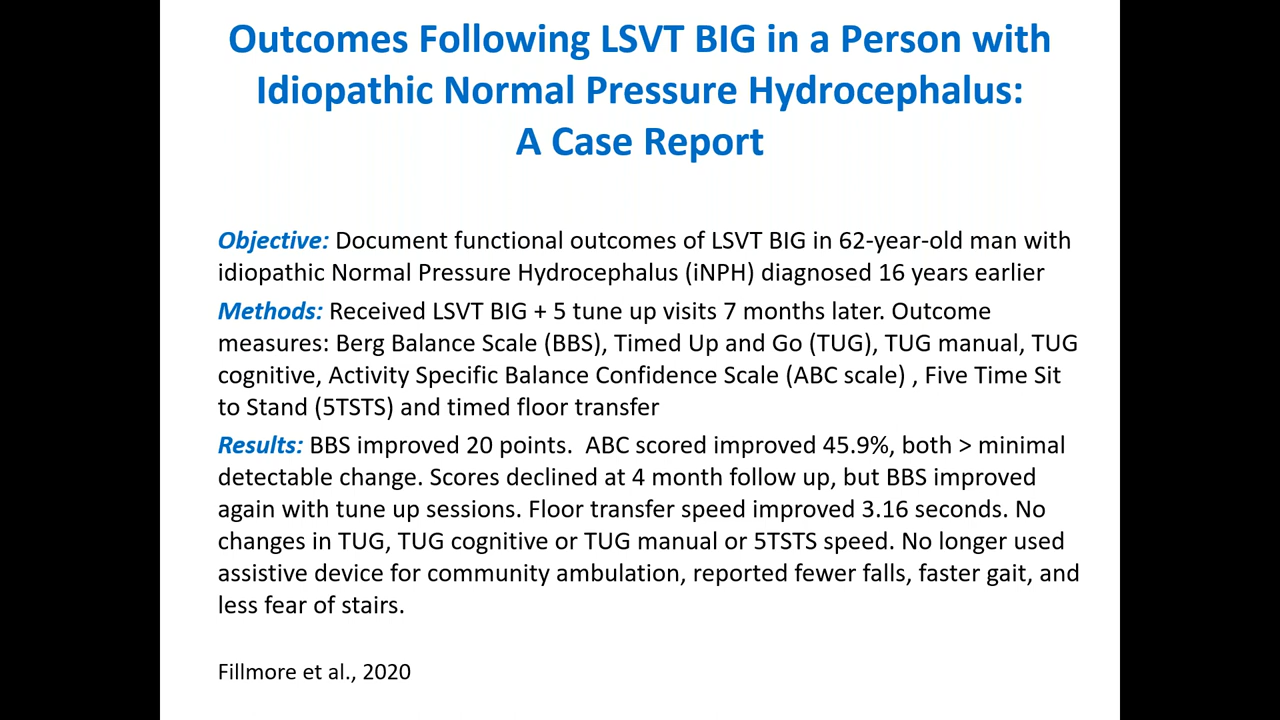 Outcomes Following LSVT BIG in a Person with
Idiopathic Normal Pressure Hydrocephalus:
A Case Report
Objective: Document functional outcomes of LSVT BIG in 62-year-old man with
idiopathic Normal Pressure Hydrocephalus (iNPH) diagnosed 16 years earlier
Methods: Received LSVT BIG + 5 tune up visits 7 months later. Outcome
measures: Berg Balance Scale (BBS), Timed Up and Go (TUG), TUG manual, TUG
cognitive, Activity Specific Balance Confidence Scale (ABC scale) , Five Time Sit
to Stand (5TSTS) and timed floor transfer
Results: BBS improved 20 points.  ABC scored improved 45.9%, both > minimal
detectable change. Scores declined at 4 month follow up, but BBS improved
again with tune up sessions. Floor transfer speed improved 3.16 seconds. No
changes in TUG, TUG cognitive or TUG manual or 5TSTS speed. No longer used
assistive device for community ambulation, reported fewer falls, faster gait, and
less fear of stairs.
Fillmore et al., 2020